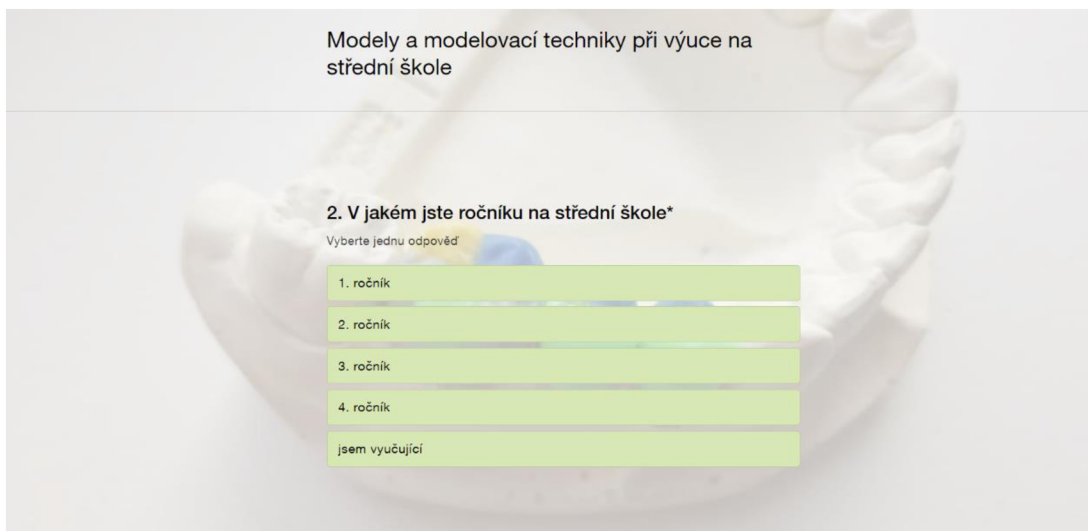 Modely a modelovací techniky při výuce na
střední škole
2. V jakém jste ročníku na střední škole*
Vyberte jednu odpověď
1. ročník
2. ročník
3. ročník
4. ročník
jsem vyučující